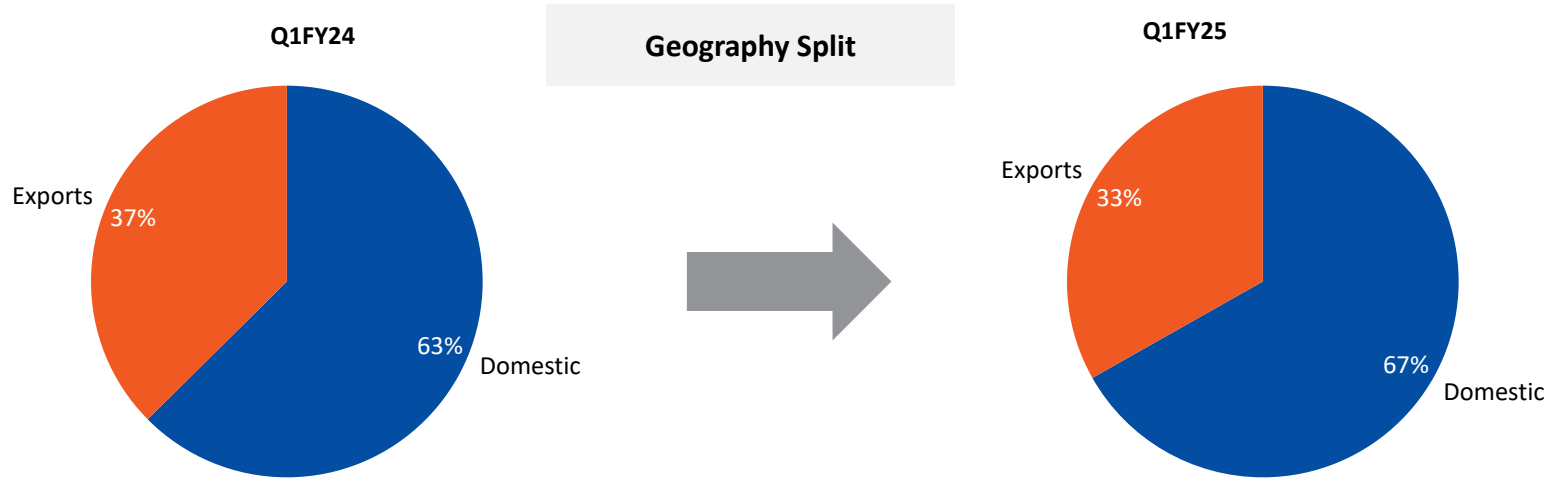 Geography Split
Q1FY24
Exports
37%
63%
Domestic
Q1FY25
Exports
33%
67%
Domestic